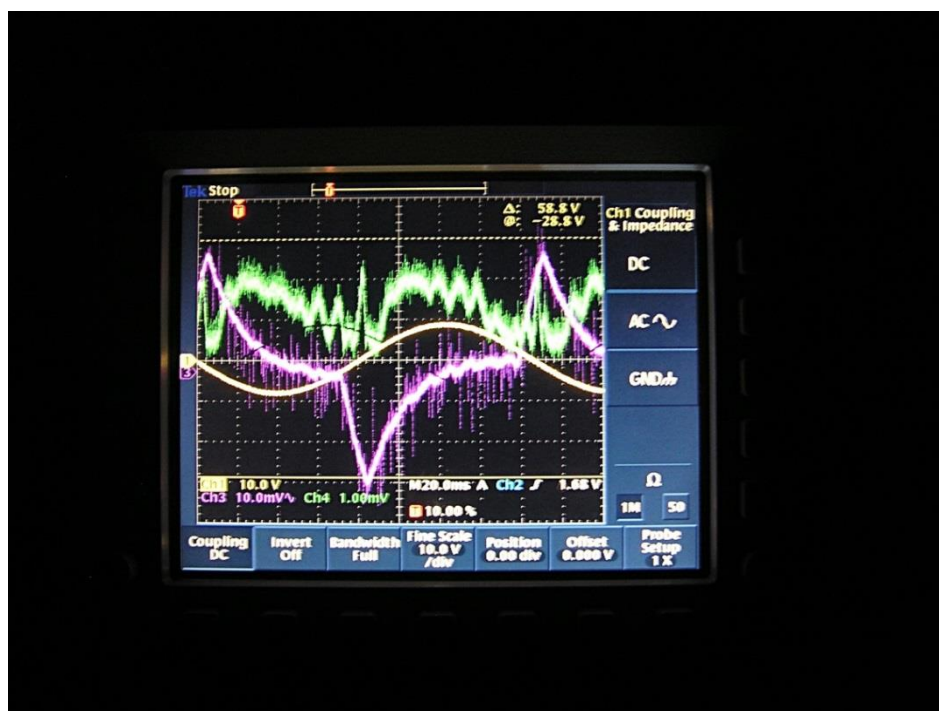 Tek Stop
T
T
Δ: 58.8 V
@: −28.8 V
Ch1 Coupling
& Impedance
DC
AC
GND
1
3
Ω
1M 50
Ch1 10.0 V
M20.0ms A Ch2 1.68 V
Ch3 10.0mV Ch4 1.00mV
T 10.00 %
Coupling
DC
Invert
Off
Bandwidth
Full
Fine Scale
10.0 V
/div
Position
0.00 div
Offset
0.000 V
Probe
Setup
1 X